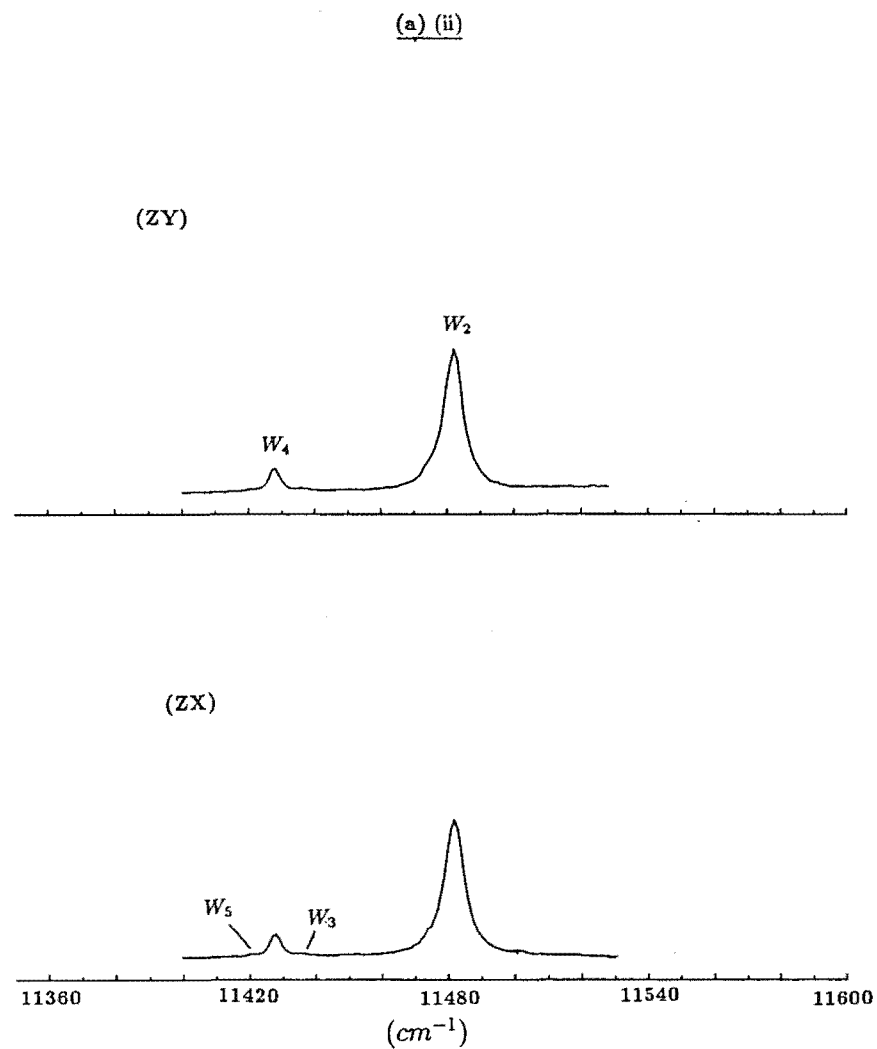 (a) (ii)
(ZY)
W₂
W₄
(ZX)
W₅
W₃
11360 11420 11480 11540 11600
(cm⁻¹)